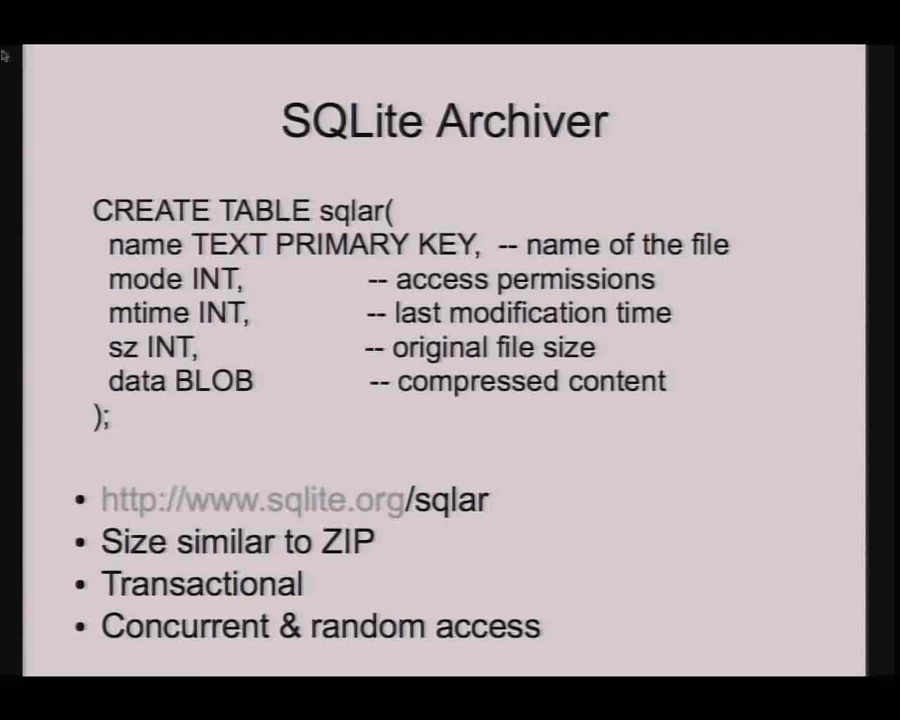 SQLite Archiver
CREATE TABLE sqlar(
name TEXT PRIMARY KEY, -- name of the file
mode INT, -- access permissions
mtime INT, -- last modification time
sz INT, -- original file size
data BLOB -- compressed content
);
• http://www.sqlite.org/sqlar
• Size similar to ZIP
• Transactional
• Concurrent & random access